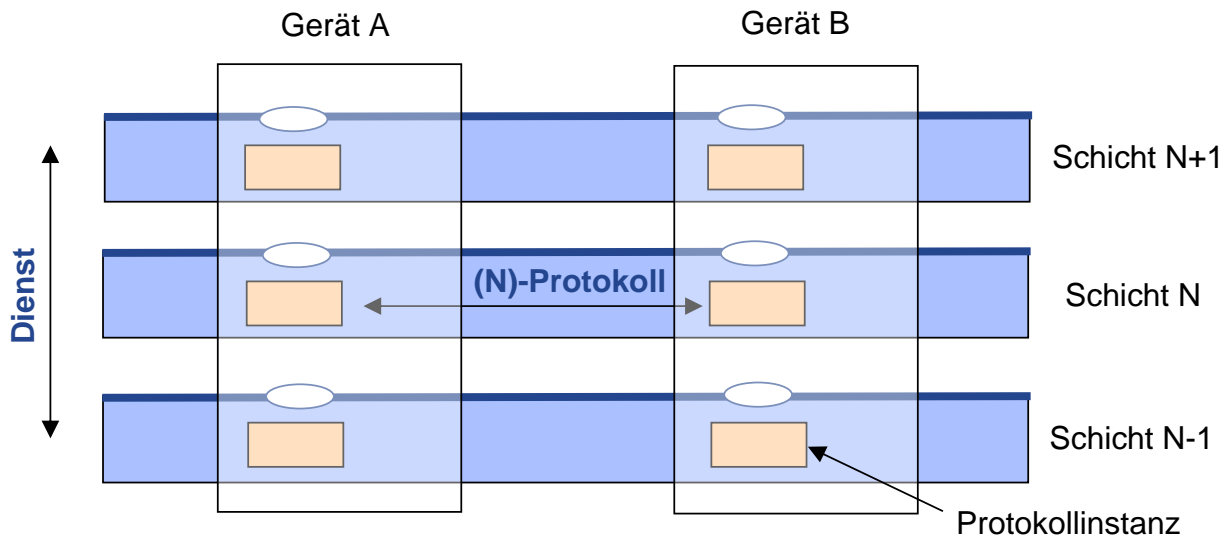 Gerät A
Gerät B
Schicht N+1
Dienst
(N)-Protokoll
Schicht N
Schicht N-1
Protokollinstanz